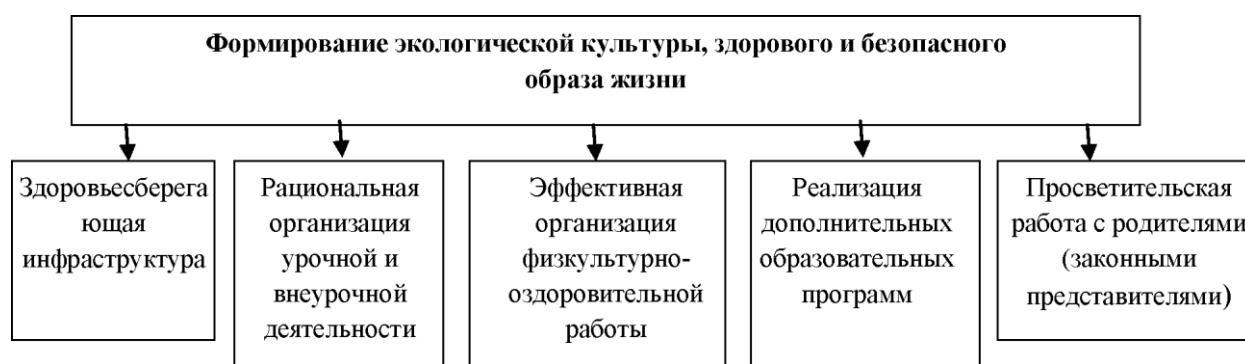 Формирование экологической культуры, здорового и безопасного
образа жизни
Здоровьесберега
ющая
инфраструктура
Рациональная
организация
урочной и
внеурочной
деятельности
Эффективная
организация
физкультурно-
оздоровительной
работы
Реализация
дополнительных
образовательных
программ
Просветительская
работа с родителями
(законными
представителями)